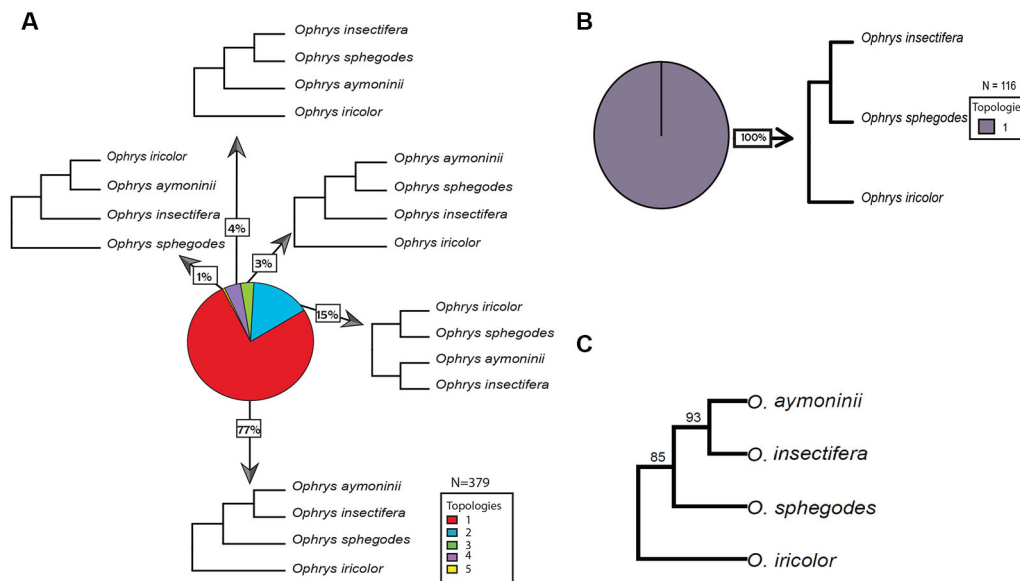 A
Ophrys insectifera
Ophrys sphegodes
Ophrys aymoninii
Ophrys iricolor
Ophrys iricolor
Ophrys aymoninii
Ophrys insectifera
Ophrys sphegodes
Ophrys aymoninii
Ophrys sphegodes
Ophrys insectifera
Ophrys iricolor
4%
3%
1%
15%
Ophrys iricolor
Ophrys sphegodes
Ophrys aymoninii
Ophrys insectifera
77%
Ophrys aymoninii
Ophrys insectifera
Ophrys sphegodes
Ophrys iricolor
N=379
Topologies
1
2
3
4
5
B
100%
Ophrys insectifera
Ophrys sphegodes
Ophrys iricolor
N = 116
Topologie
1
C
93
85
O. aymoninii
O. insectifera
O. sphegodes
O. iricolor